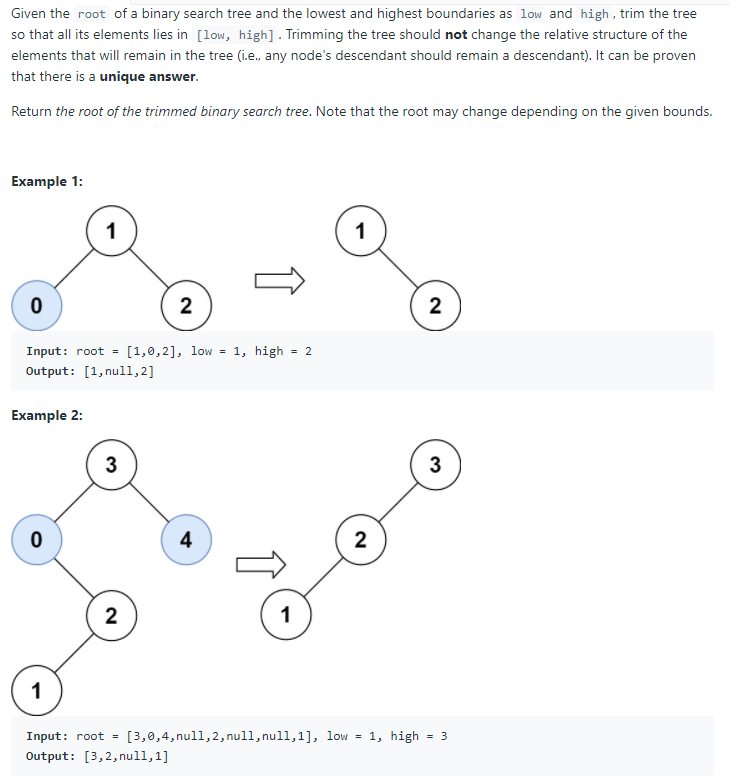 Given the root of a binary search tree and the lowest and highest boundaries as low and high, trim the tree
so that all its elements lies in [low, high]. Trimming the tree should not change the relative structure of the
elements that will remain in the tree (i.e., any node's descendant should remain a descendant). It can be proven
that there is a unique answer.
Return the root of the trimmed binary search tree. Note that the root may change depending on the given bounds.
Example 1:
1
1
0
2
2
Input: root = [1,0,2], low = 1, high = 2
Output: [1,null,2]
Example 2:
3
3
0
4
2
2
1
1
Input: root = [3,0,4,null,2,null,null,1], low = 1, high = 3
Output: [3,2,null,1]